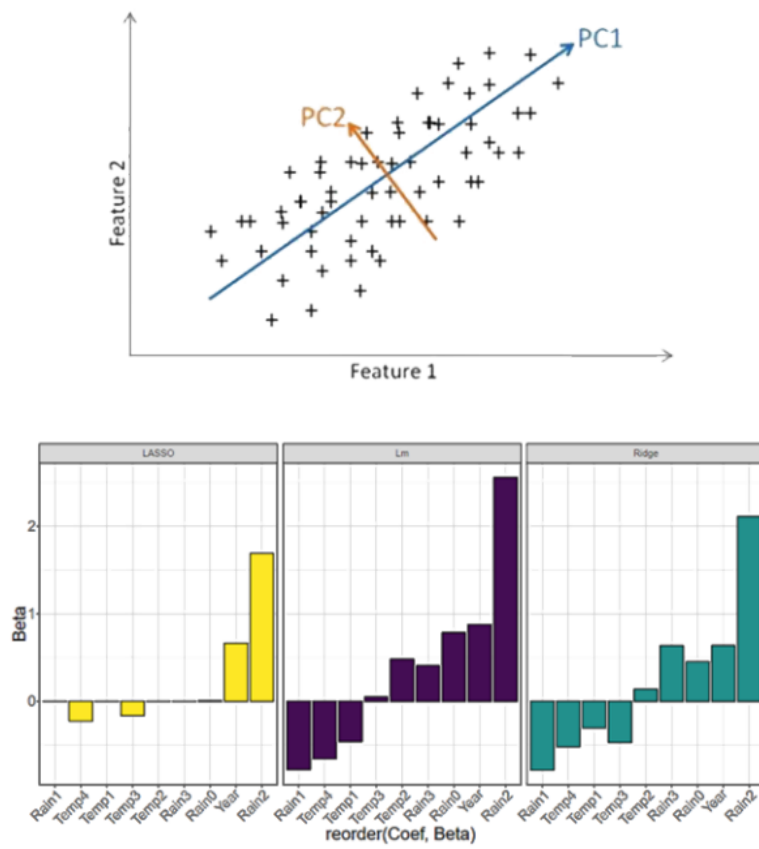 PC1
PC2
Feature 2
Feature 1
LASSO
Lm
Ridge
2
1
0
Beta
Rain1 Temp4 Temp1 Temp3 Temp2 Rain3 Rain0 Year Rain2
Rain1 Temp4 Temp1 Temp3 Temp2 Rain3 Rain0 Year Rain2
Rain1 Temp4 Temp1 Temp3 Temp2 Rain3 Rain0 Year Rain2
reorder(Coef, Beta)